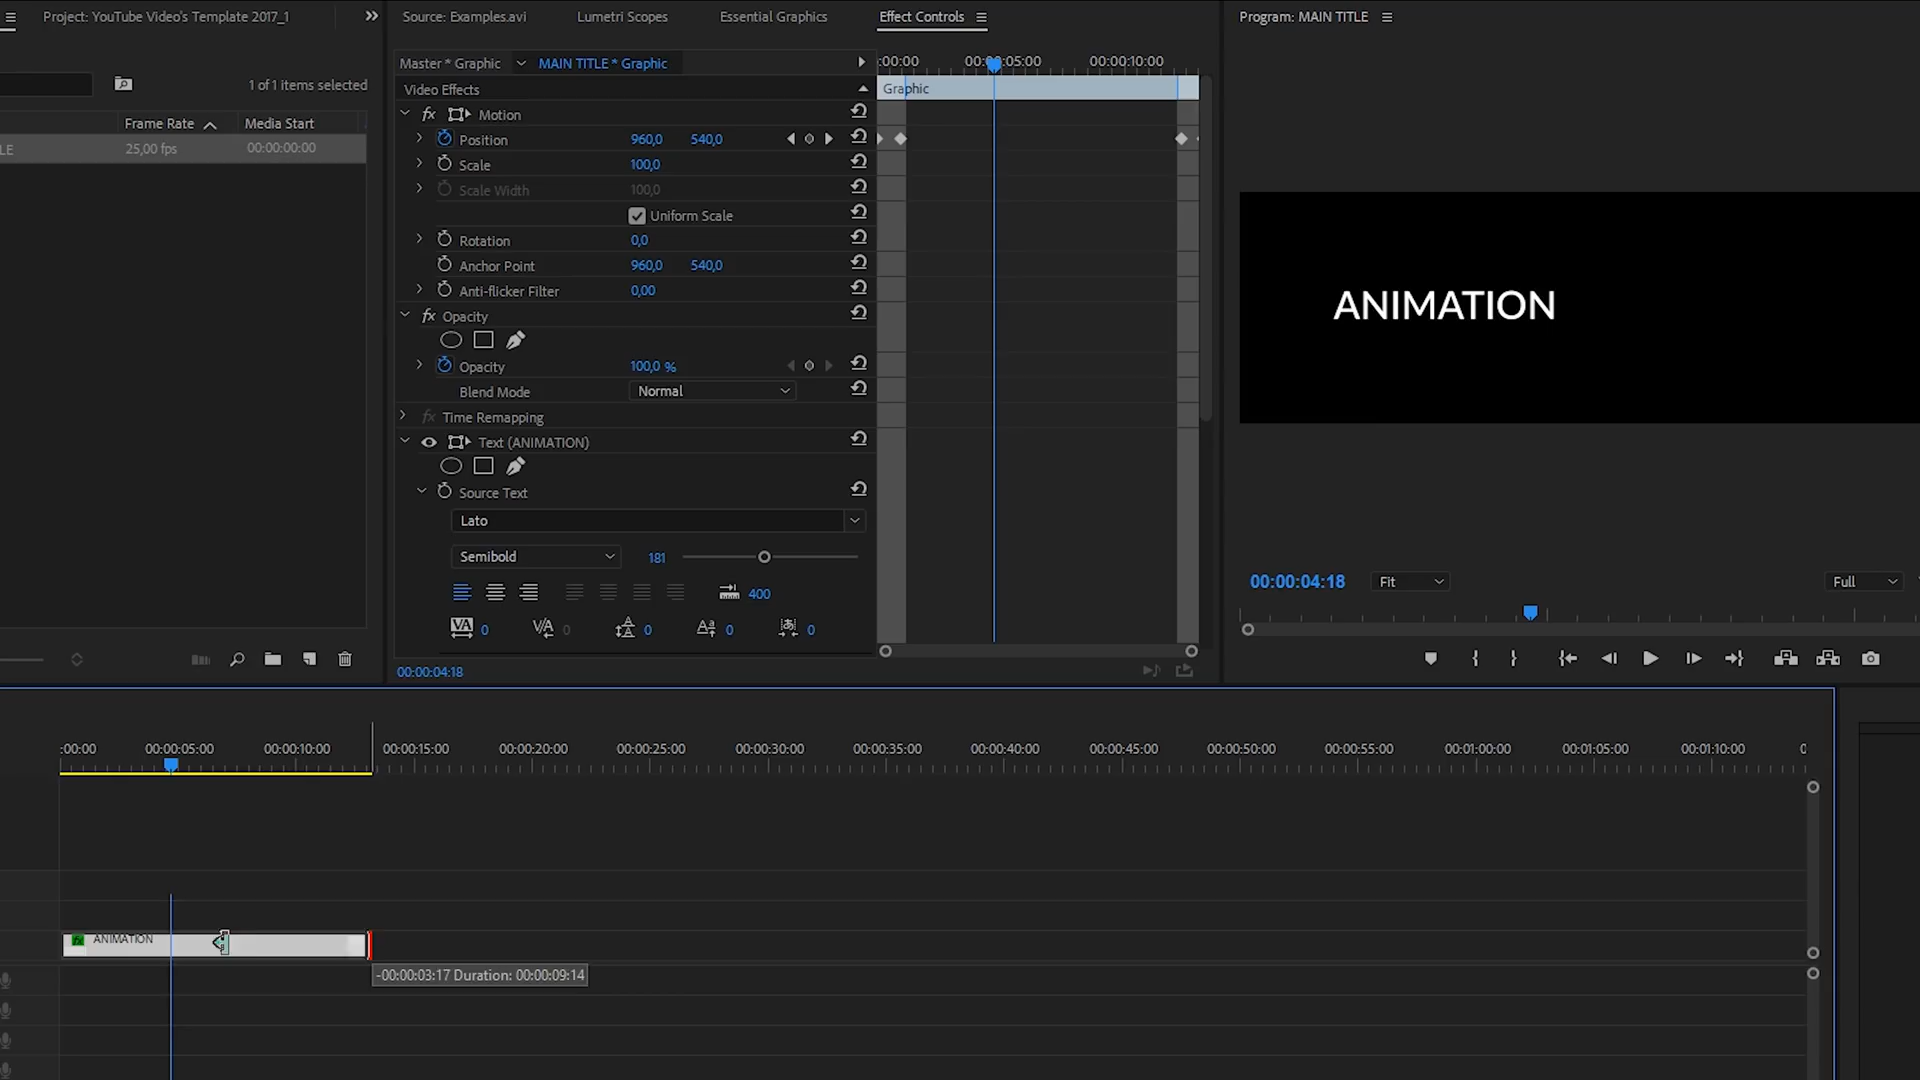 Project: YouTube Video's Template 2017_1
Source: Examples.avi
Lumetri Scopes
Essential Graphics
Effect Controls
Program: MAIN TITLE
1 of 1 items selected
Frame Rate
Media Start
LE
25,00 fps
00:00:00:00
Master * Graphic
MAIN TITLE * Graphic
:00:00
00:00:05:00
00:00:10:00
Video Effects
Graphic
fx Motion
Position 960,0 540,0
Scale 100,0
Scale Width 100,0
Uniform Scale
Rotation 0,0
Anchor Point 960,0 540,0
Anti-flicker Filter 0,00
fx Opacity
Opacity 100,0 %
Blend Mode Normal
fx Time Remapping
Text (ANIMATION)
Source Text
Lato
Semibold 181
400
VA 0 V/A 0 0 0 0
00:00:04:18
ANIMATION
00:00:04:18 Fit Full
:00:00 00:00:05:00 00:00:10:00 00:00:15:00 00:00:20:00 00:00:25:00 00:00:30:00 00:00:35:00 00:00:40:00 00:00:45:00 00:00:50:00 00:00:55:00 00:01:00:00 00:01:05:00 00:01:10:00 0
fx ANIMATION
-00:00:03:17 Duration: 00:00:09:14